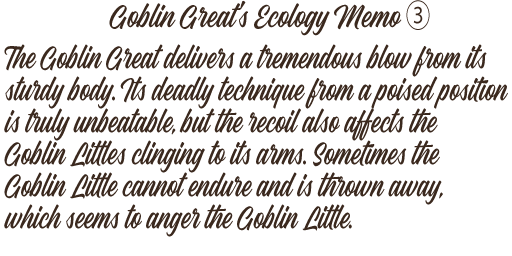 Goblin Great's Ecology Memo ③
The Goblin Great delivers a tremendous blow from its
sturdy body. Its deadly technique from a poised position
is truly unbeatable, but the recoil also affects the
Goblin Littles clinging to its arms. Sometimes the
Goblin Little cannot endure and is thrown away,
which seems to anger the Goblin Little.